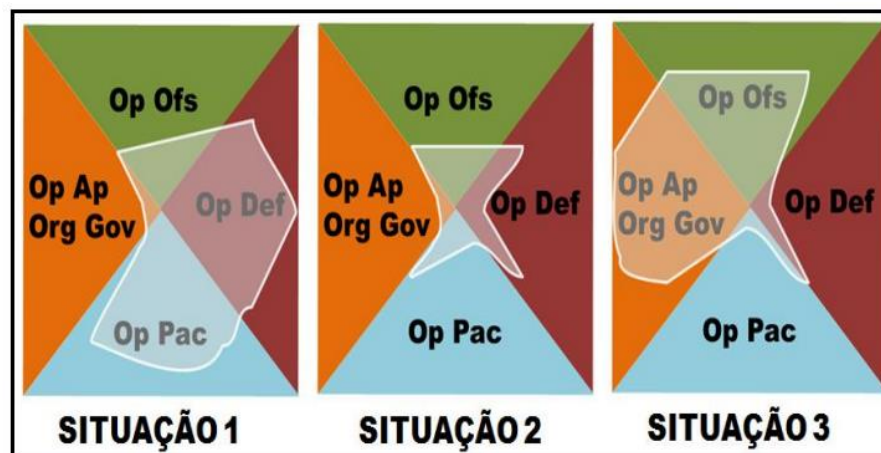 Op Ofs
Op Ap
Org Gov
Op Def
Op Pac
SITUAÇÃO 1
Op Ofs
Op Ap
Org Gov
Op Def
Op Pac
SITUAÇÃO 2
Op Ofs
Op Ap
Org Gov
Op Def
Op Pac
SITUAÇÃO 3